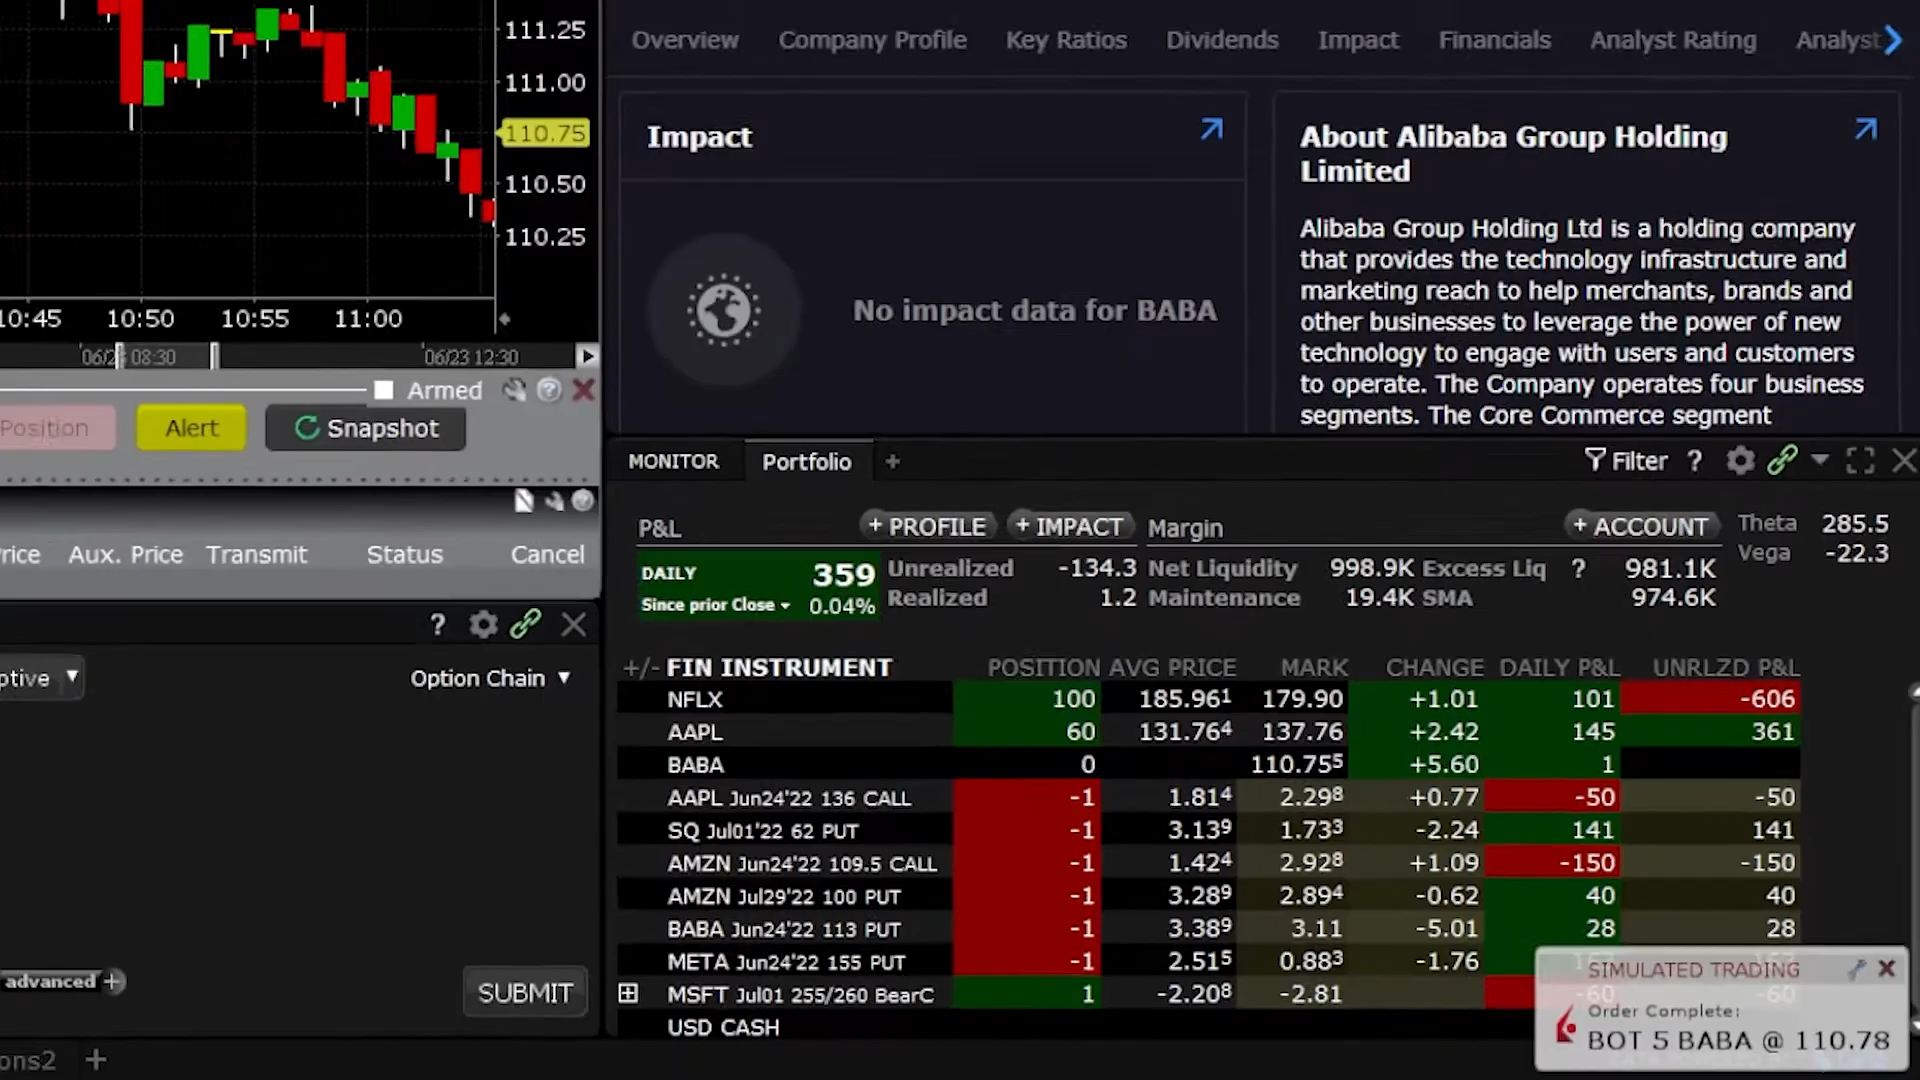 111.25
111.00
110.75
110.50
110.25
10:45 10:50 10:55 11:00
08:30 06/23 12:30
Armed
Position Alert Snapshot
Aux. Price Transmit Status Cancel
?
Option Chain
advanced +
SUBMIT
+
Overview Company Profile Key Ratios Dividends Impact Financials Analyst Rating Analyst
Impact
No impact data for BABA
About Alibaba Group Holding
Limited
Alibaba Group Holding Ltd is a holding company
that provides the technology infrastructure and
marketing reach to help merchants, brands and
other businesses to leverage the power of new
technology to engage with users and customers
to operate. The Company operates four business
segments. The Core Commerce segment
MONITOR Portfolio + Filter ?
P&L + PROFILE + IMPACT Margin + ACCOUNT Theta 285.5
Vega -22.3
DAILY 359 Unrealized -134.3 Net Liquidity 998.9K Excess Liq ? 981.1K
Since prior Close 0.04% Realized 1.2 Maintenance 19.4K SMA 974.6K
+/- FIN INSTRUMENT POSITION AVG PRICE MARK CHANGE DAILY P&L UNRLZD P&L
NFLX 100 185.96¹ 179.90 +1.01 101 -606
AAPL 60 131.76⁴ 137.76 +2.42 145 361
BABA 0 110.75⁵ +5.60 1
AAPL Jun24'22 136 CALL -1 1.81⁴ 2.29⁸ +0.77 -50 -50
SQ Jul01'22 62 PUT -1 3.13⁹ 1.73³ -2.24 141 141
AMZN Jun24'22 109.5 CALL -1 1.42⁴ 2.92⁸ +1.09 -150 -150
AMZN Jul29'22 100 PUT -1 3.28⁹ 2.89⁴ -0.62 40 40
BABA Jun24'22 113 PUT -1 3.38⁹ 3.11 -5.01 28 28
META Jun24'22 155 PUT -1 2.51⁵ 0.88³ -1.76
MSFT Jul01 255/260 BearC 1 -2.20⁸ -2.81 -60 -60
USD CASH
SIMULATED TRADING
Order Complete:
BOT 5 BABA @ 110.78